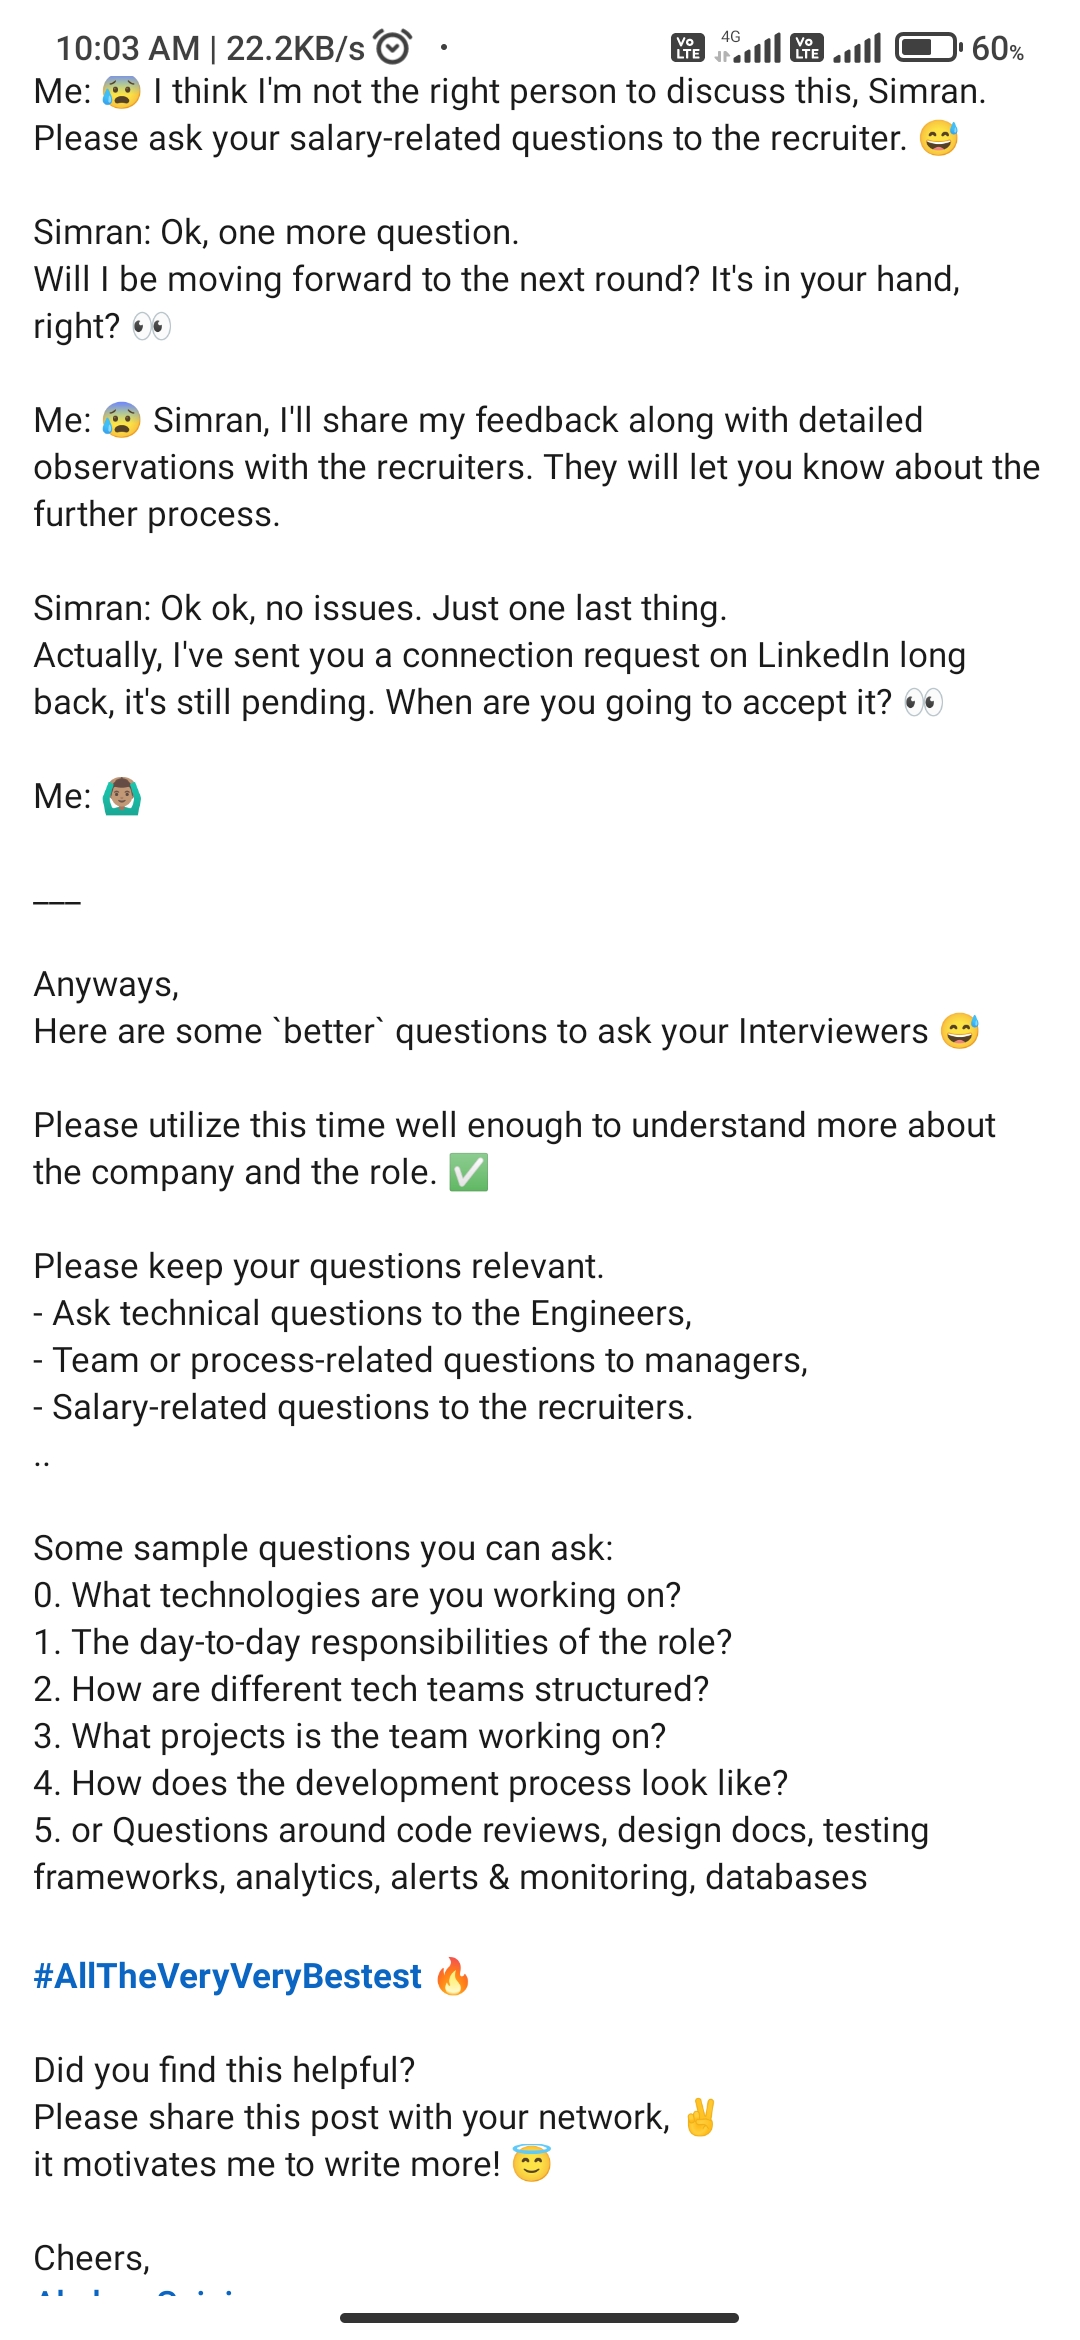 10:03 AM | 22.2KB/s
Vo LTE 4G Vo LTE 60%
Me: 😰 I think I'm not the right person to discuss this, Simran.
Please ask your salary-related questions to the recruiter. 😅
Simran: Ok, one more question.
Will I be moving forward to the next round? It's in your hand,
right? 👀
Me: 😰 Simran, I'll share my feedback along with detailed
observations with the recruiters. They will let you know about the
further process.
Simran: Ok ok, no issues. Just one last thing.
Actually, I've sent you a connection request on LinkedIn long
back, it's still pending. When are you going to accept it? 👀
Me: 🙆🏽‍♂️
___
Anyways,
Here are some `better` questions to ask your Interviewers 😅
Please utilize this time well enough to understand more about
the company and the role. ✅
Please keep your questions relevant.
- Ask technical questions to the Engineers,
- Team or process-related questions to managers,
- Salary-related questions to the recruiters.
..
Some sample questions you can ask:
0. What technologies are you working on?
1. The day-to-day responsibilities of the role?
2. How are different tech teams structured?
3. What projects is the team working on?
4. How does the development process look like?
5. or Questions around code reviews, design docs, testing
frameworks, analytics, alerts & monitoring, databases
#AllTheVeryVeryBestest 🔥
Did you find this helpful?
Please share this post with your network, ✌️
it motivates me to write more! 😇
Cheers,